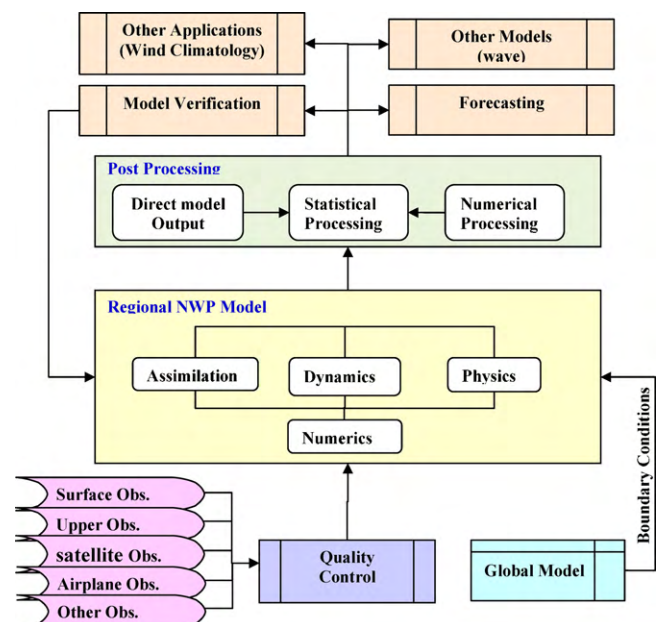 Other Applications
(Wind Climatology)
Other Models
(wave)
Model Verification
Forecasting
Post Processing
Direct model
Output
Statistical
Processing
Numerical
Processing
Regional NWP Model
Assimilation
Dynamics
Physics
Numerics
Boundary Conditions
Surface Obs.
Upper Obs.
satellite Obs.
Airplane Obs.
Other Obs.
Quality
Control
Global Model